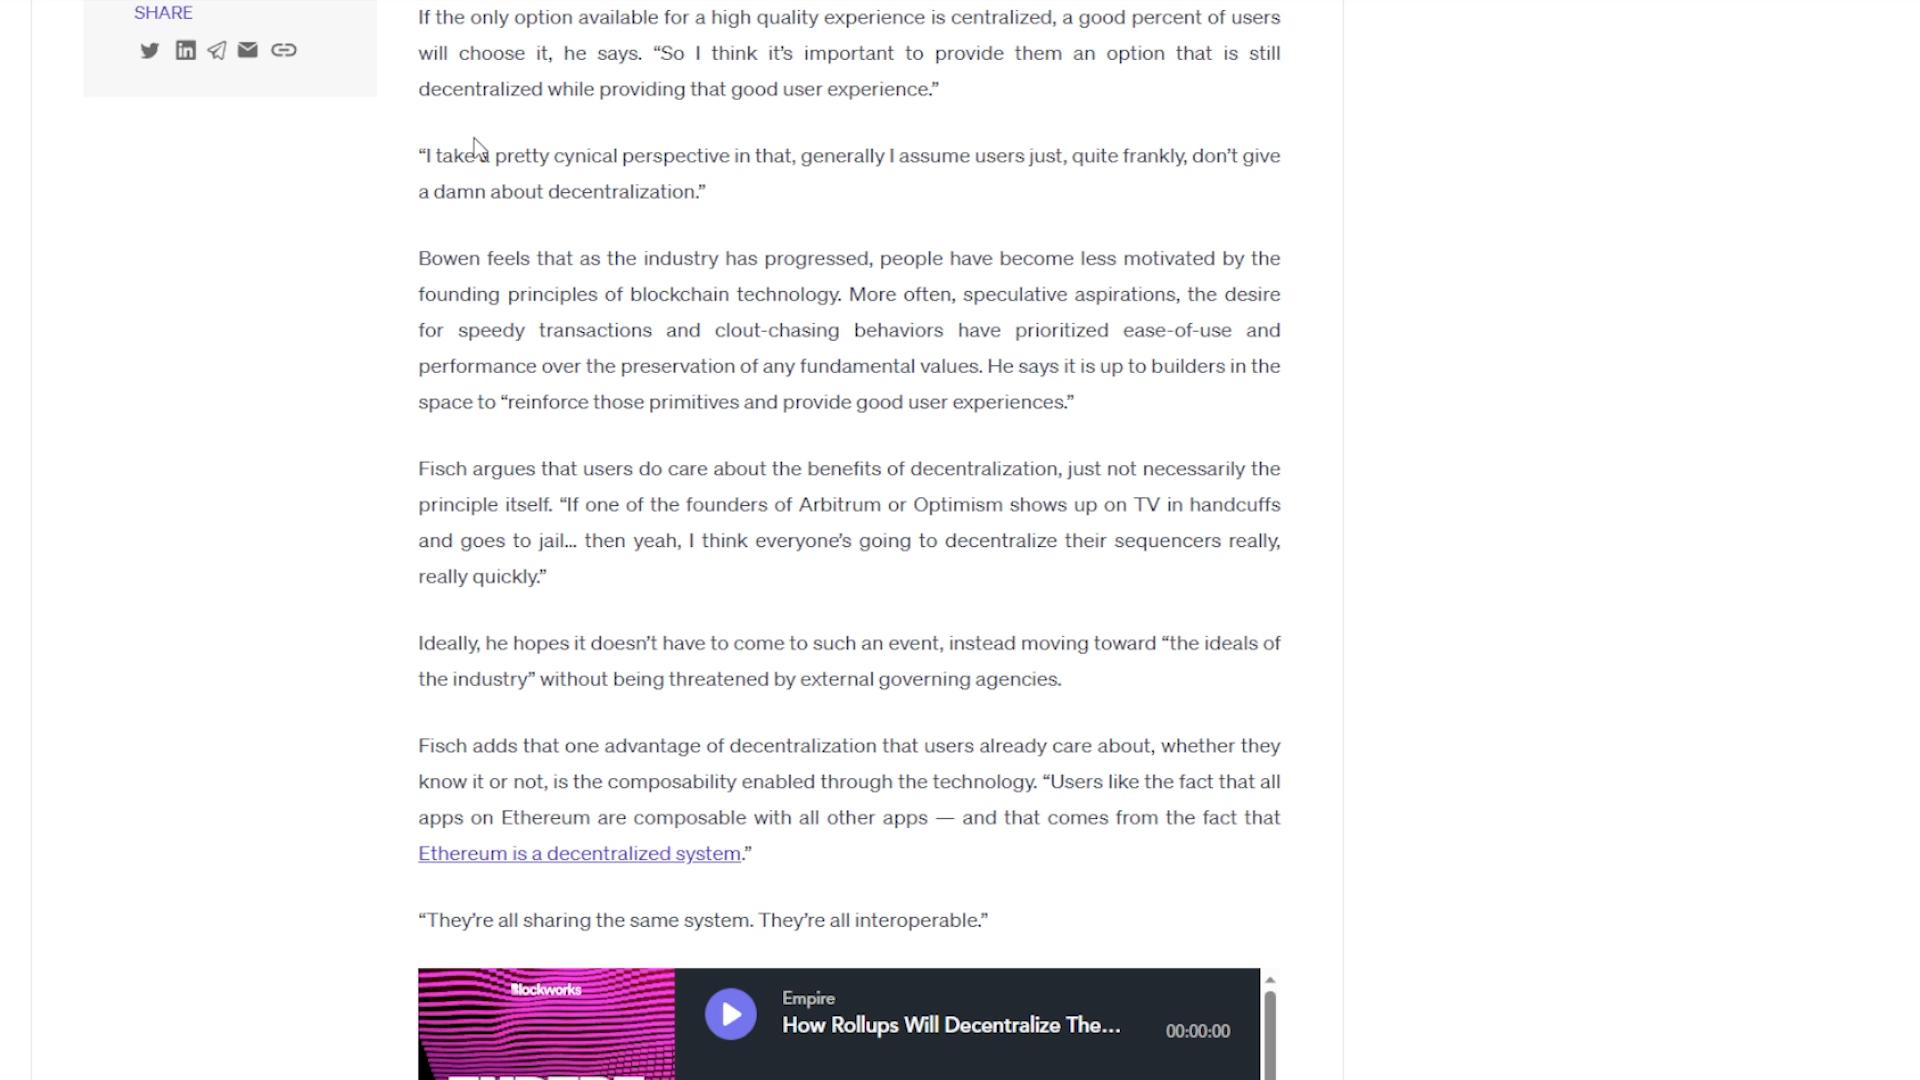 SHARE
If the only option available for a high quality experience is centralized, a good percent of users
will choose it, he says. “So I think it’s important to provide them an option that is still
decentralized while providing that good user experience.”
“I take a pretty cynical perspective in that, generally I assume users just, quite frankly, don’t give
a damn about decentralization.”
Bowen feels that as the industry has progressed, people have become less motivated by the
founding principles of blockchain technology. More often, speculative aspirations, the desire
for speedy transactions and clout-chasing behaviors have prioritized ease-of-use and
performance over the preservation of any fundamental values. He says it is up to builders in the
space to “reinforce those primitives and provide good user experiences.”
Fisch argues that users do care about the benefits of decentralization, just not necessarily the
principle itself. “If one of the founders of Arbitrum or Optimism shows up on TV in handcuffs
and goes to jail… then yeah, I think everyone’s going to decentralize their sequencers really,
really quickly.”
Ideally, he hopes it doesn’t have to come to such an event, instead moving toward “the ideals of
the industry” without being threatened by external governing agencies.
Fisch adds that one advantage of decentralization that users already care about, whether they
know it or not, is the composability enabled through the technology. “Users like the fact that all
apps on Ethereum are composable with all other apps — and that comes from the fact that
Ethereum is a decentralized system.”
“They’re all sharing the same system. They’re all interoperable.”
Blockworks
Empire
How Rollups Will Decentralize The...
00:00:00